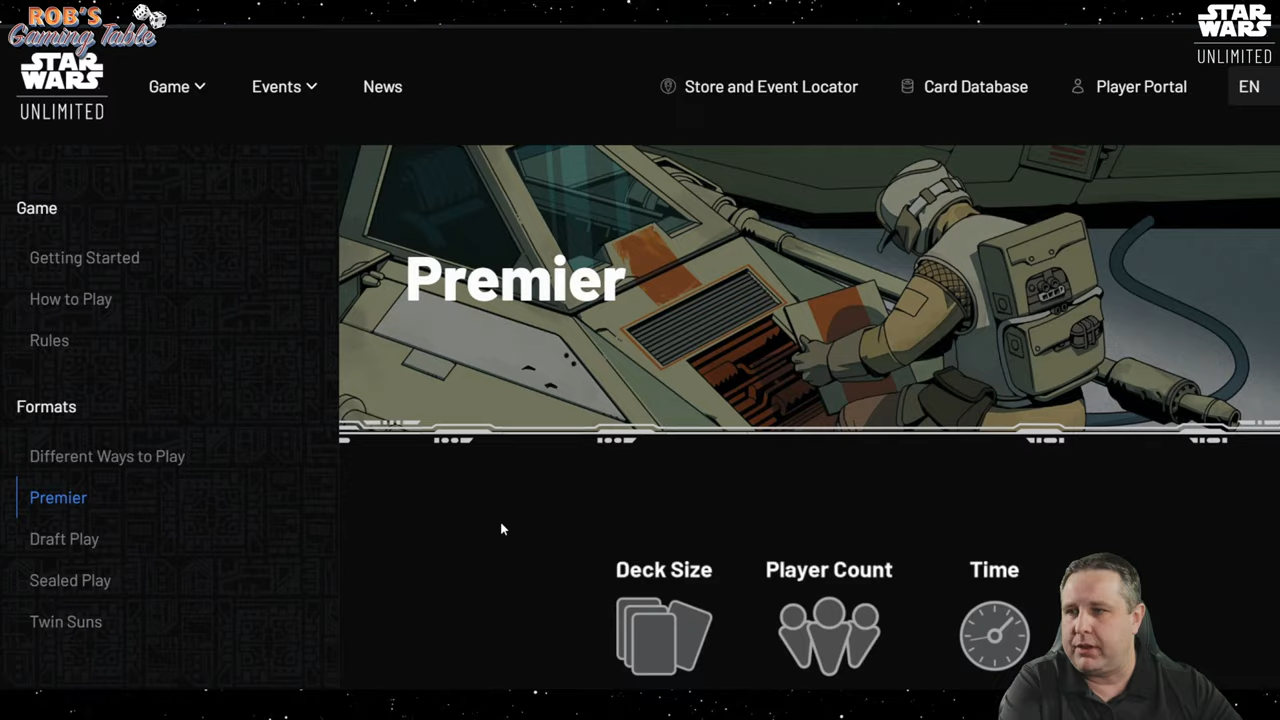 ROB'S
Gaming Table
STAR
WARS
UNLIMITED
STAR
WARS
UNLIMITED
Game
Events
News
Store and Event Locator
Card Database
Player Portal
EN
Game
Getting Started
How to Play
Rules
Formats
Different Ways to Play
Premier
Draft Play
Sealed Play
Twin Suns
Premier
Deck Size
Player Count
Time